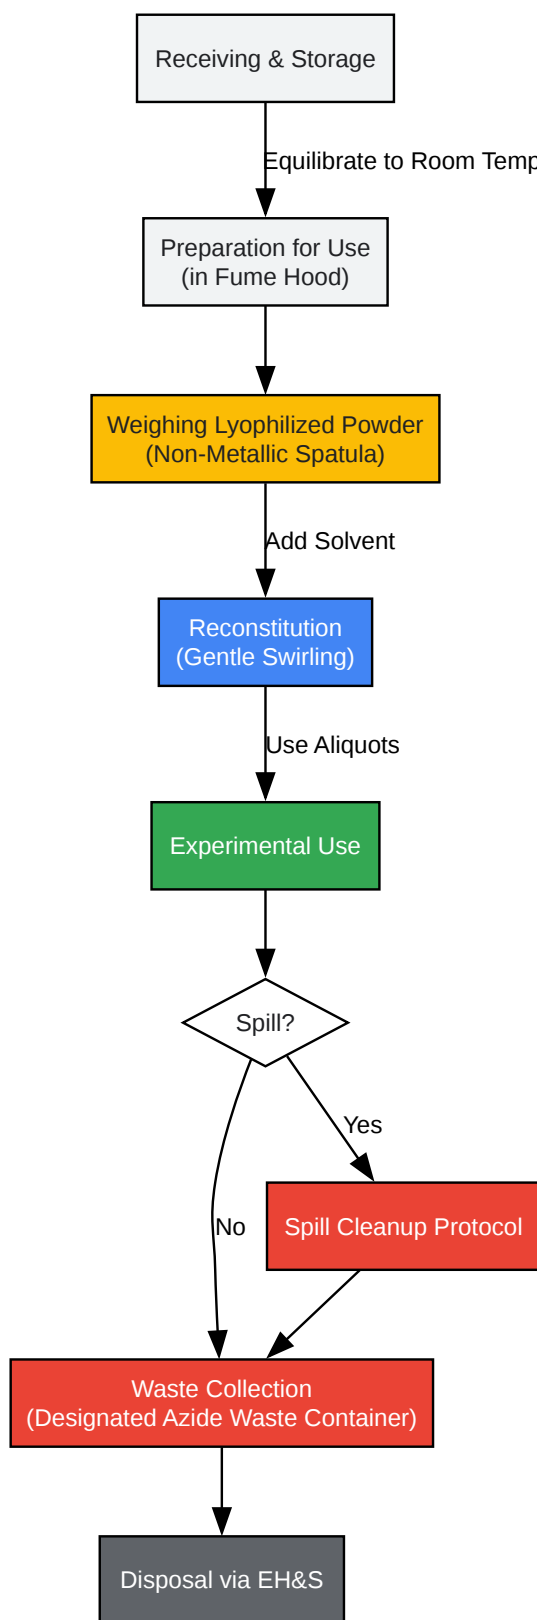 Receiving & Storage
Equilibrate to Room Temp
Preparation for Use
(in Fume Hood)
Weighing Lyophilized Powder
(Non-Metallic Spatula)
Add Solvent
Reconstitution
(Gentle Swirling)
Use Aliquots
Experimental Use
Spill?
Yes
Spill Cleanup Protocol
No
Waste Collection
(Designated Azide Waste Container)
Disposal via EH&S